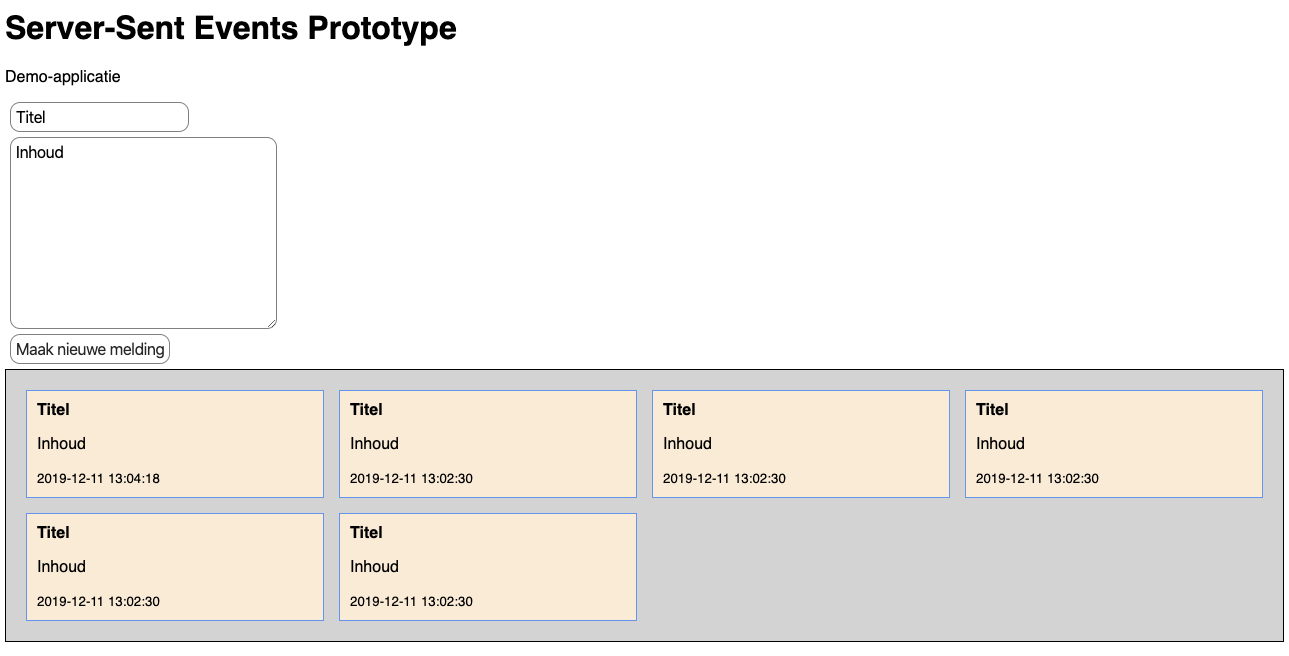 Server-Sent Events Prototype
Demo-applicatie
Titel
Inhoud
Maak nieuwe melding
Titel
Inhoud
2019-12-11 13:04:18
Titel
Inhoud
2019-12-11 13:02:30
Titel
Inhoud
2019-12-11 13:02:30
Titel
Inhoud
2019-12-11 13:02:30
Titel
Inhoud
2019-12-11 13:02:30
Titel
Inhoud
2019-12-11 13:02:30